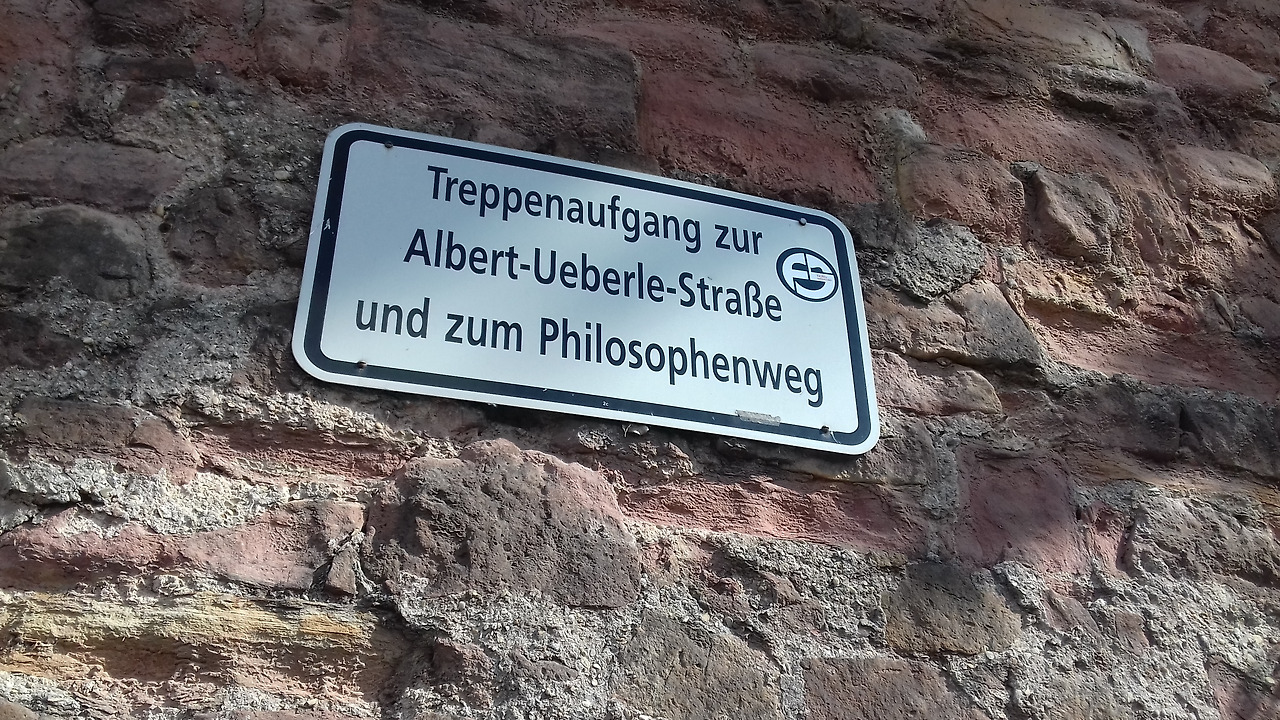 Treppenaufgang zur
Albert-Ueberle-Straße
und zum Philosophenweg